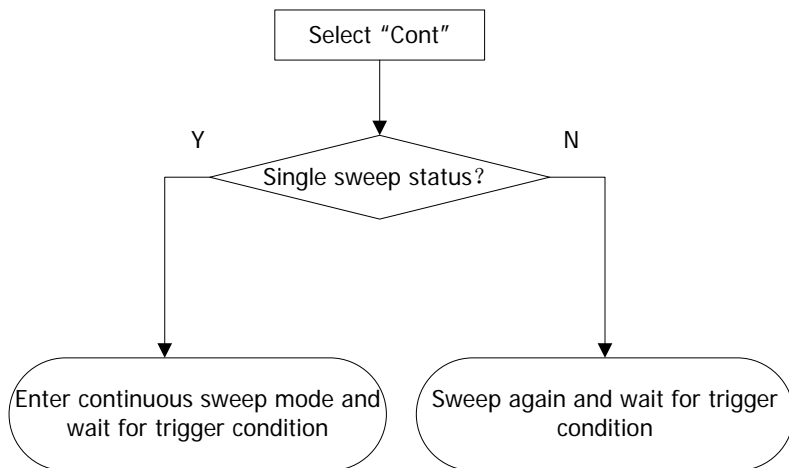 Select “Cont”
Y
N
Single sweep status？
Enter continuous sweep mode and
wait for trigger condition
Sweep again and wait for trigger
condition